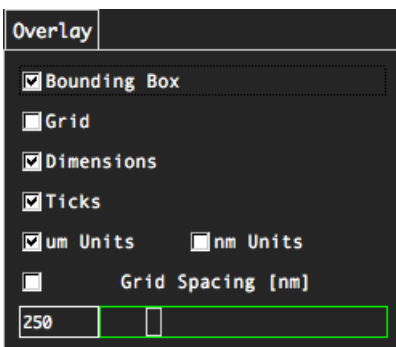 Overlay
Bounding Box
Grid
Dimensions
Ticks
um Units nm Units
Grid Spacing [nm]
250